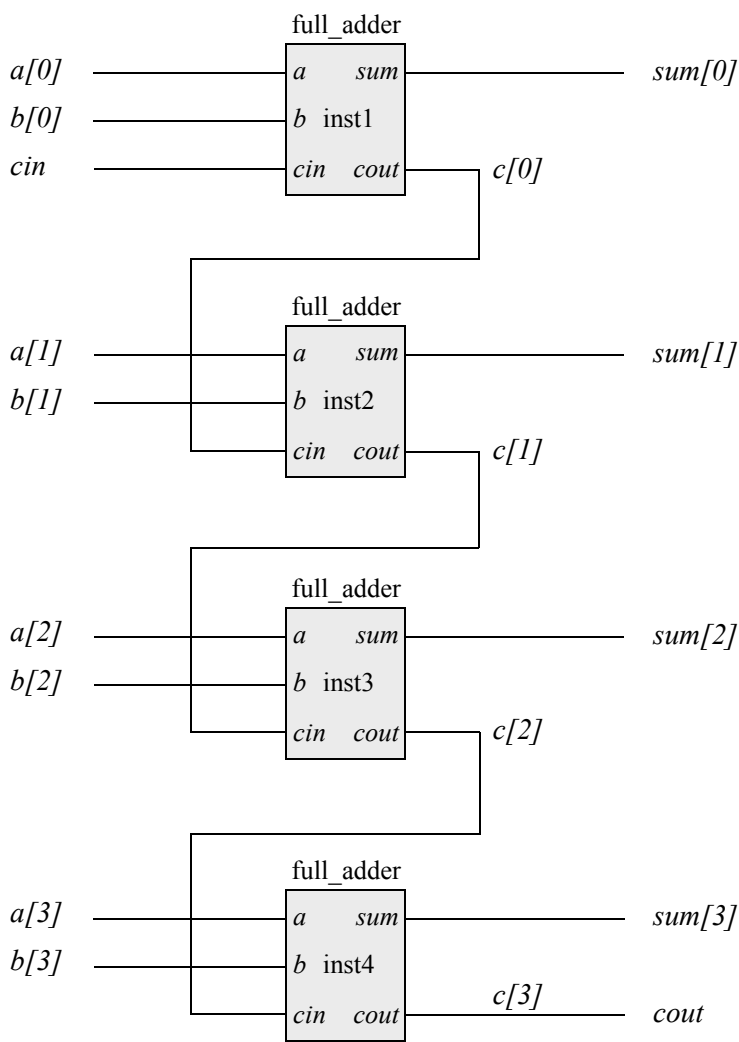 full_adder
a[0] a sum sum[0]
b[0] b inst1
cin cin cout c[0]
full_adder
a[1] a sum sum[1]
b[1] b inst2
cin cout c[1]
full_adder
a[2] a sum sum[2]
b[2] b inst3
cin cout c[2]
full_adder
a[3] a sum sum[3]
b[3] b inst4
c[3]
cin cout cout